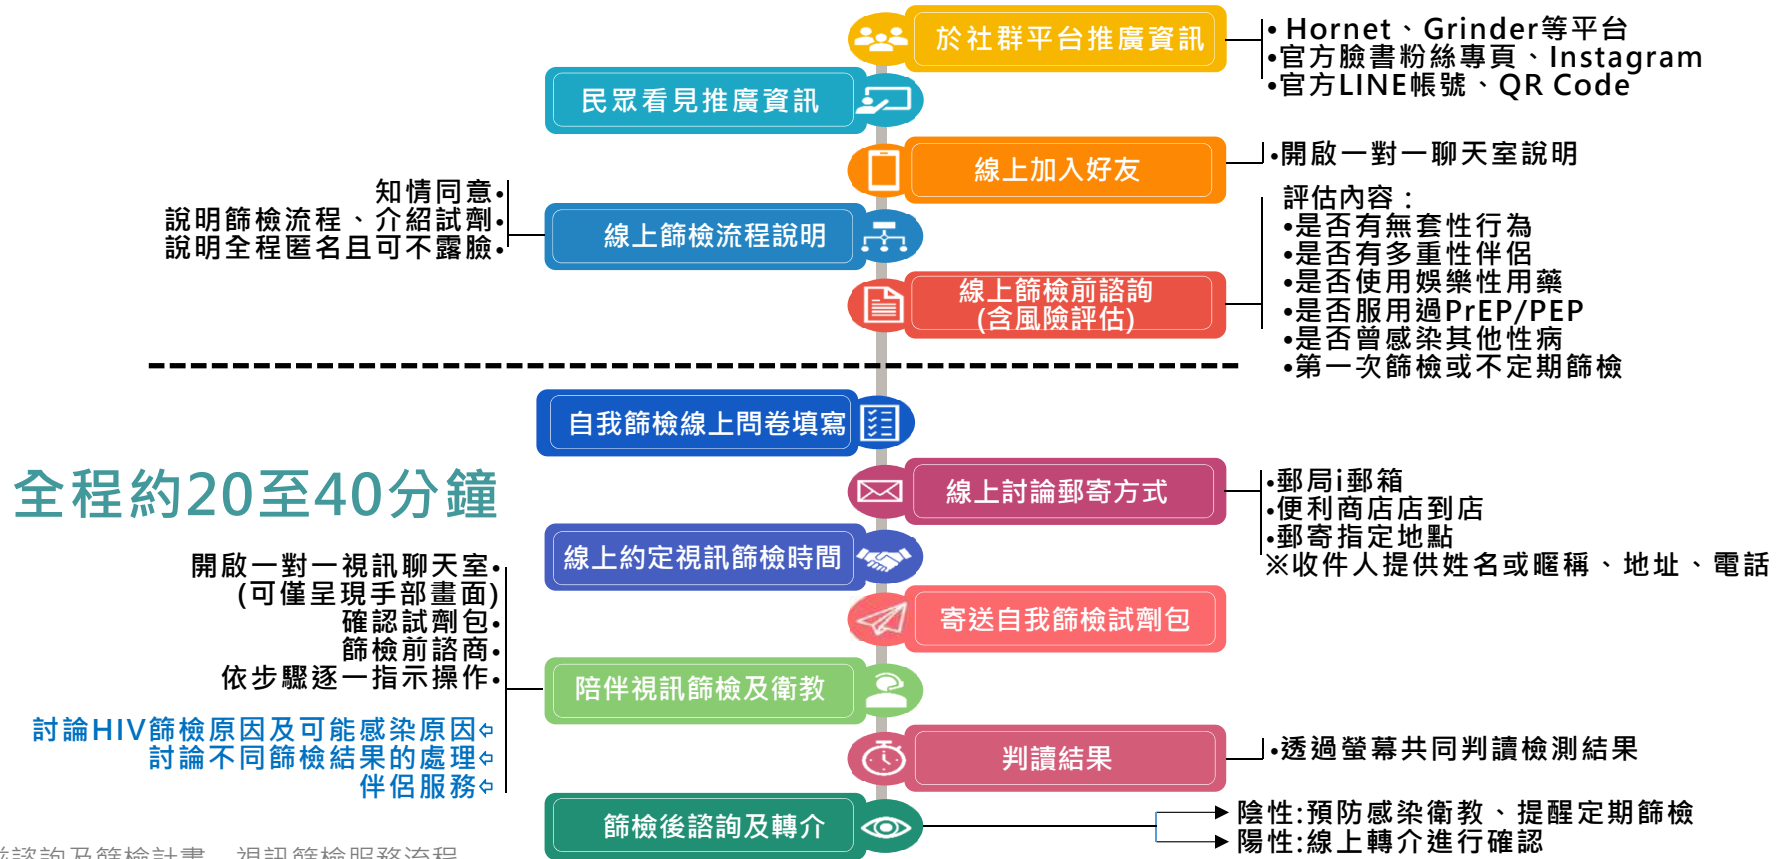 於社群平台推廣資訊
• Hornet、Grinder等平台
•官方臉書粉絲專頁、Instagram
•官方LINE帳號、QR Code
民眾看見推廣資訊
線上加入好友
•開啟一對一聊天室說明
知情同意•
說明篩檢流程、介紹試劑•
說明全程匿名且可不露臉•
線上篩檢流程說明
線上篩檢前諮詢
(含風險評估)
評估內容：
•是否有無套性行為
•是否有多重性伴侶
•是否使用娛樂性用藥
•是否服用過PrEP/PEP
•是否曾感染其他性病
•第一次篩檢或不定期篩檢
自我篩檢線上問卷填寫
全程約20至40分鐘
線上討論郵寄方式
•郵局i郵箱
•便利商店店到店
•郵寄指定地點
※收件人提供姓名或暱稱、地址、電話
線上約定視訊篩檢時間
寄送自我篩檢試劑包
開啟一對一視訊聊天室•
(可僅呈現手部畫面)
確認試劑包•
篩檢前諮商•
依步驟逐一指示操作•
討論HIV篩檢原因及可能感染原因⇦
討論不同篩檢結果的處理⇦
伴侶服務⇦
陪伴視訊篩檢及衛教
判讀結果
•透過螢幕共同判讀檢測結果
篩檢後諮詢及轉介
陰性:預防感染衛教、提醒定期篩檢
陽性:線上轉介進行確認
諮詢及篩檢計畫 視訊篩檢服務流程